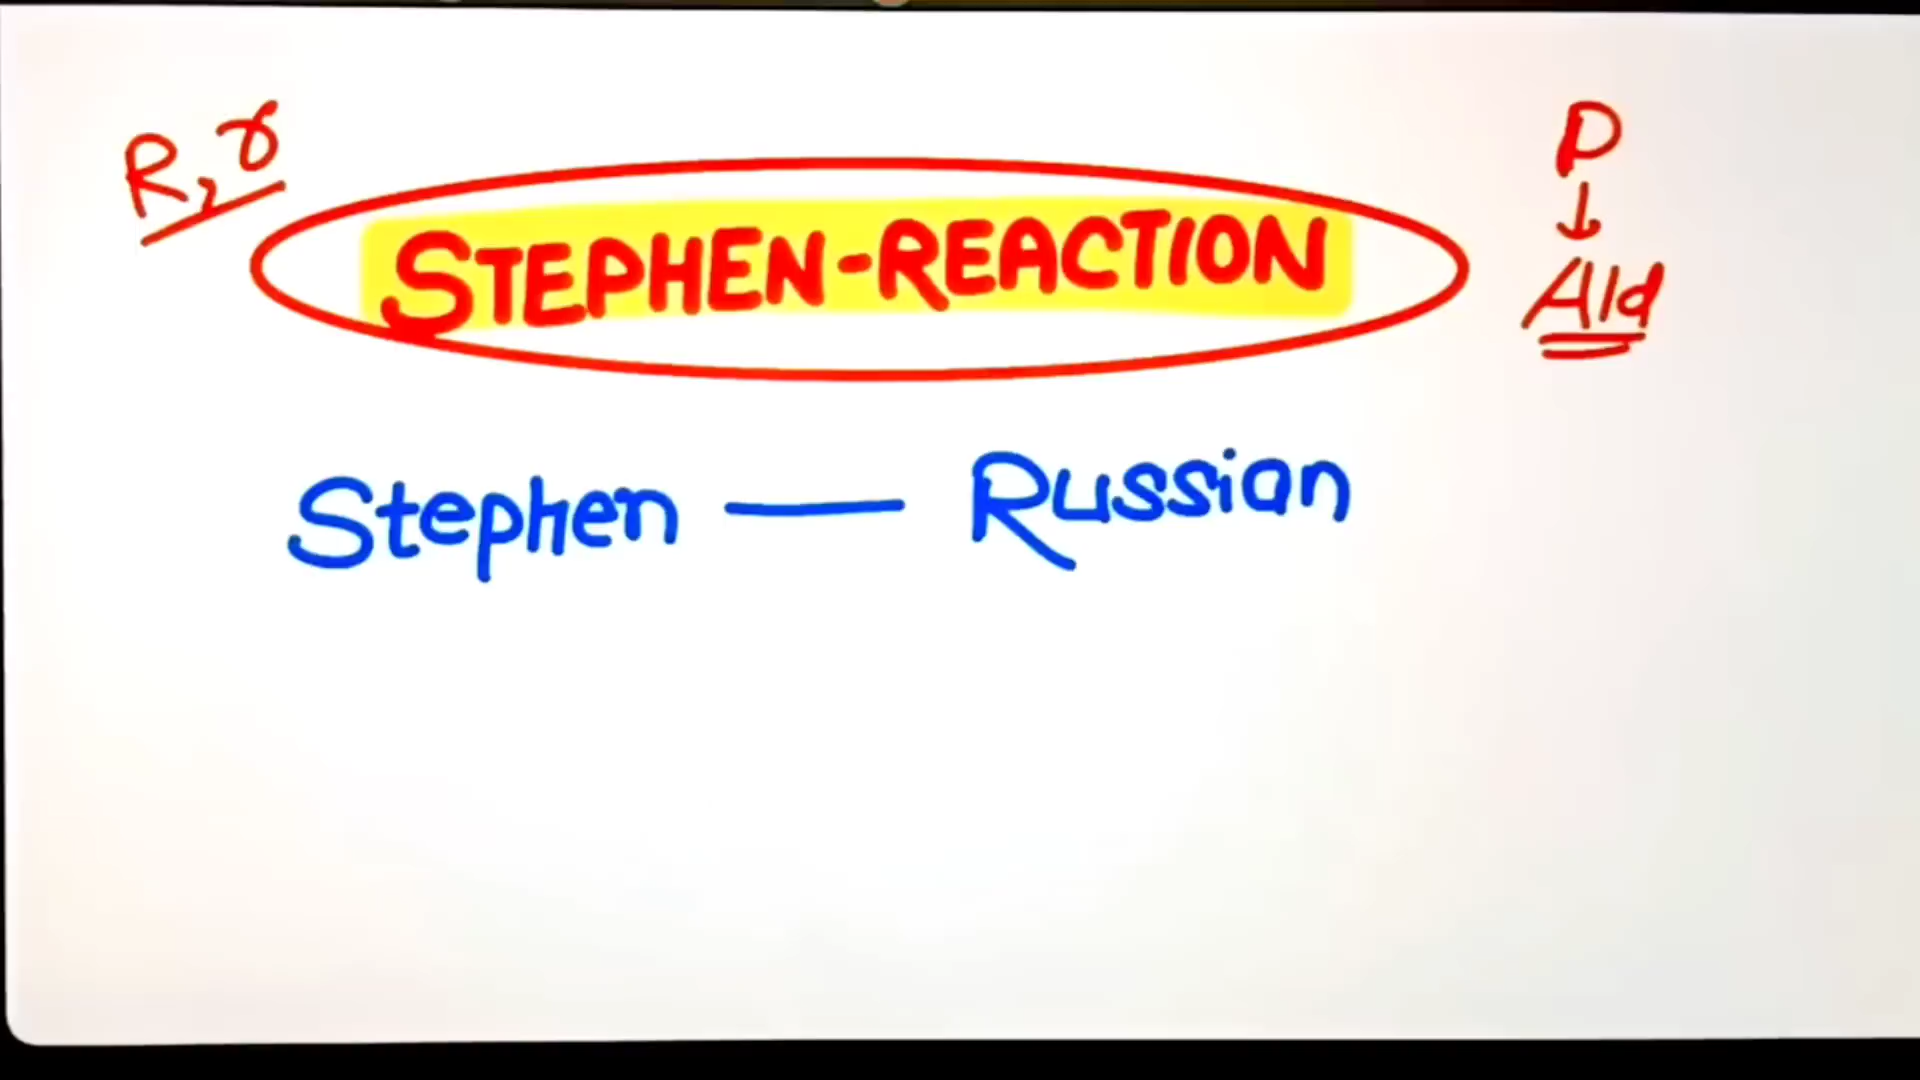 R, r
STEPHEN-REACTION
P
↓
Ald
Stephen — Russian